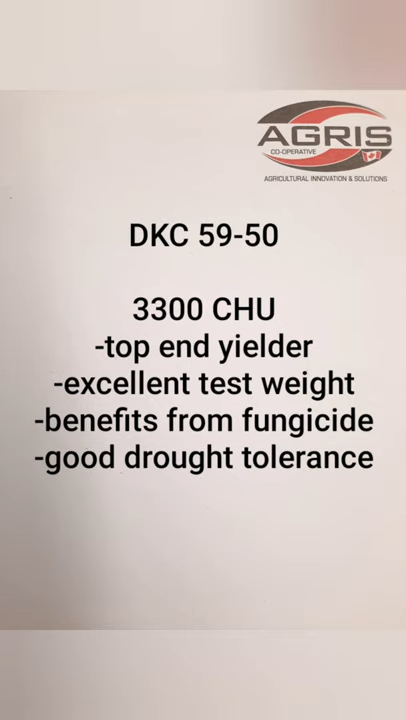 AGRIS
CO-OPERATIVE
AGRICULTURAL INNOVATION & SOLUTIONS
DKC 59-50
3300 CHU
-top end yielder
-excellent test weight
-benefits from fungicide
-good drought tolerance